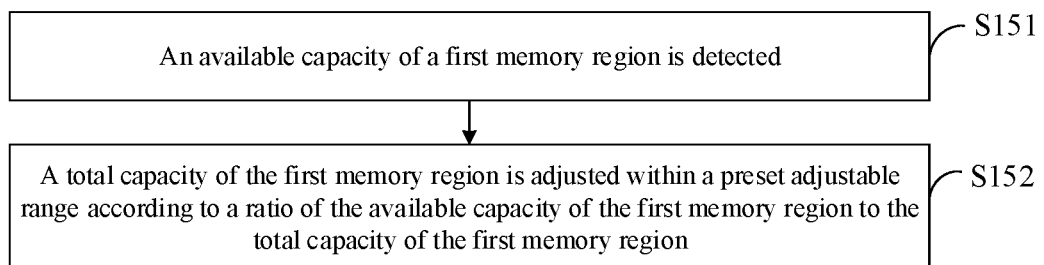 An available capacity of a first memory region is detected
S151
A total capacity of the first memory region is adjusted within a preset adjustable
range according to a ratio of the available capacity of the first memory region to the
total capacity of the first memory region
S152